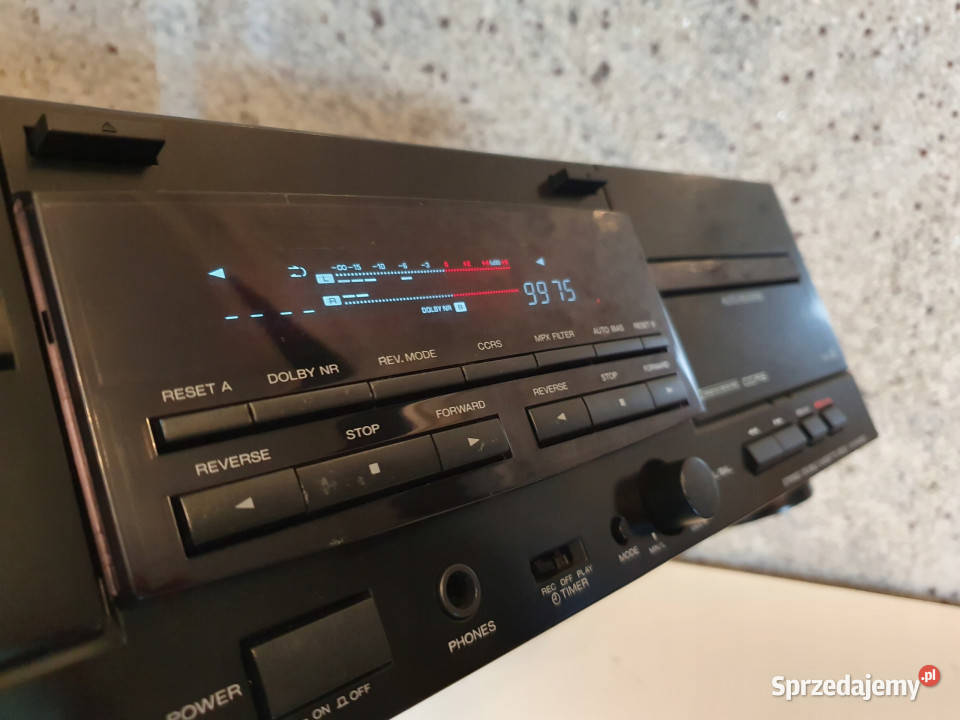 -∞ -15 -10 -6 -3 0
L
R
DOLBY NR B
9975
RESET A DOLBY NR REV. MODE CCRS MPX FILTER AUTO BIAS RESET B
REVERSE STOP FORWARD
REVERSE STOP FORWARD
PHONES
REC OFF PLAY
TIMER
MODE
POWER
ON OFF
Sprzedajemy.pl